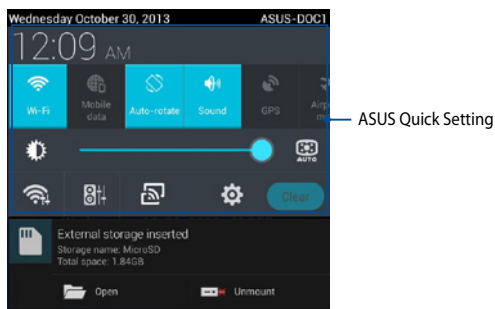 Wednesday October 30, 2013 ASUS-DOC1
12:09 AM
Wi-Fi Mobile data Auto-rotate Sound GPS
ASUS Quick Setting
AUTO
Clear
External storage inserted
Storage name: MicroSD
Total space: 1.84GB
Open Unmount